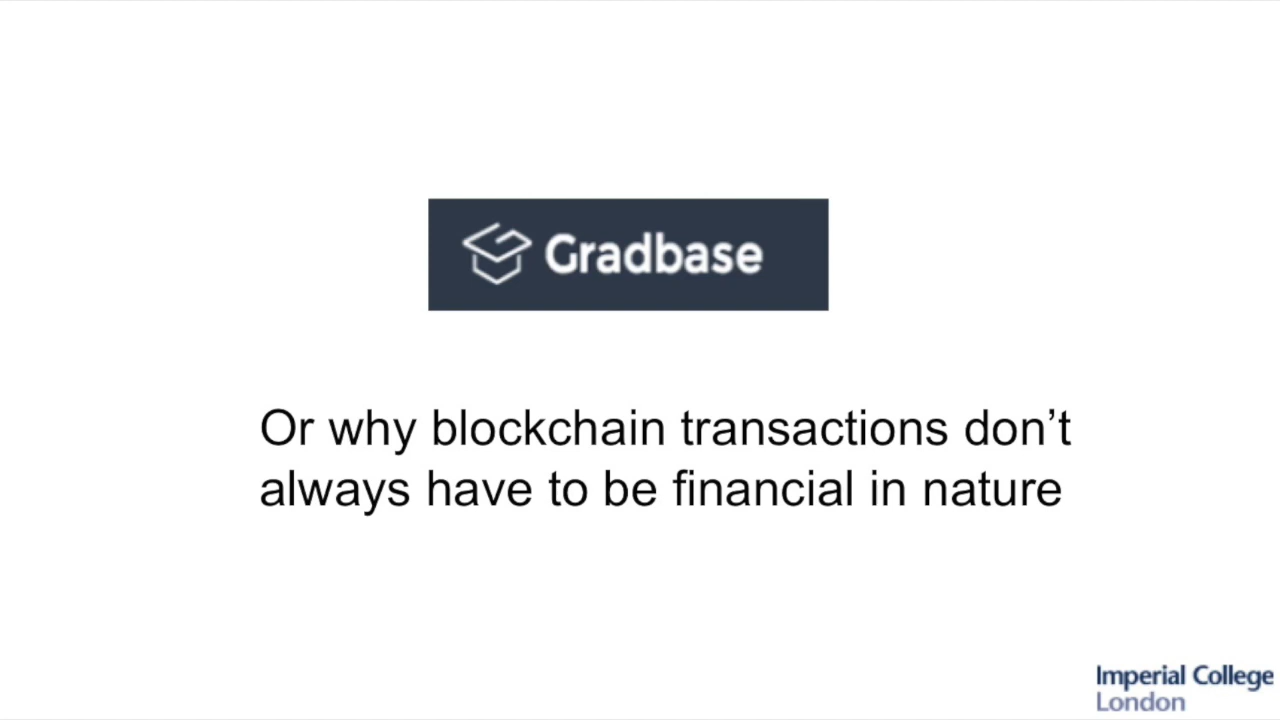 Gradbase
Or why blockchain transactions don’t
always have to be financial in nature
Imperial College
London